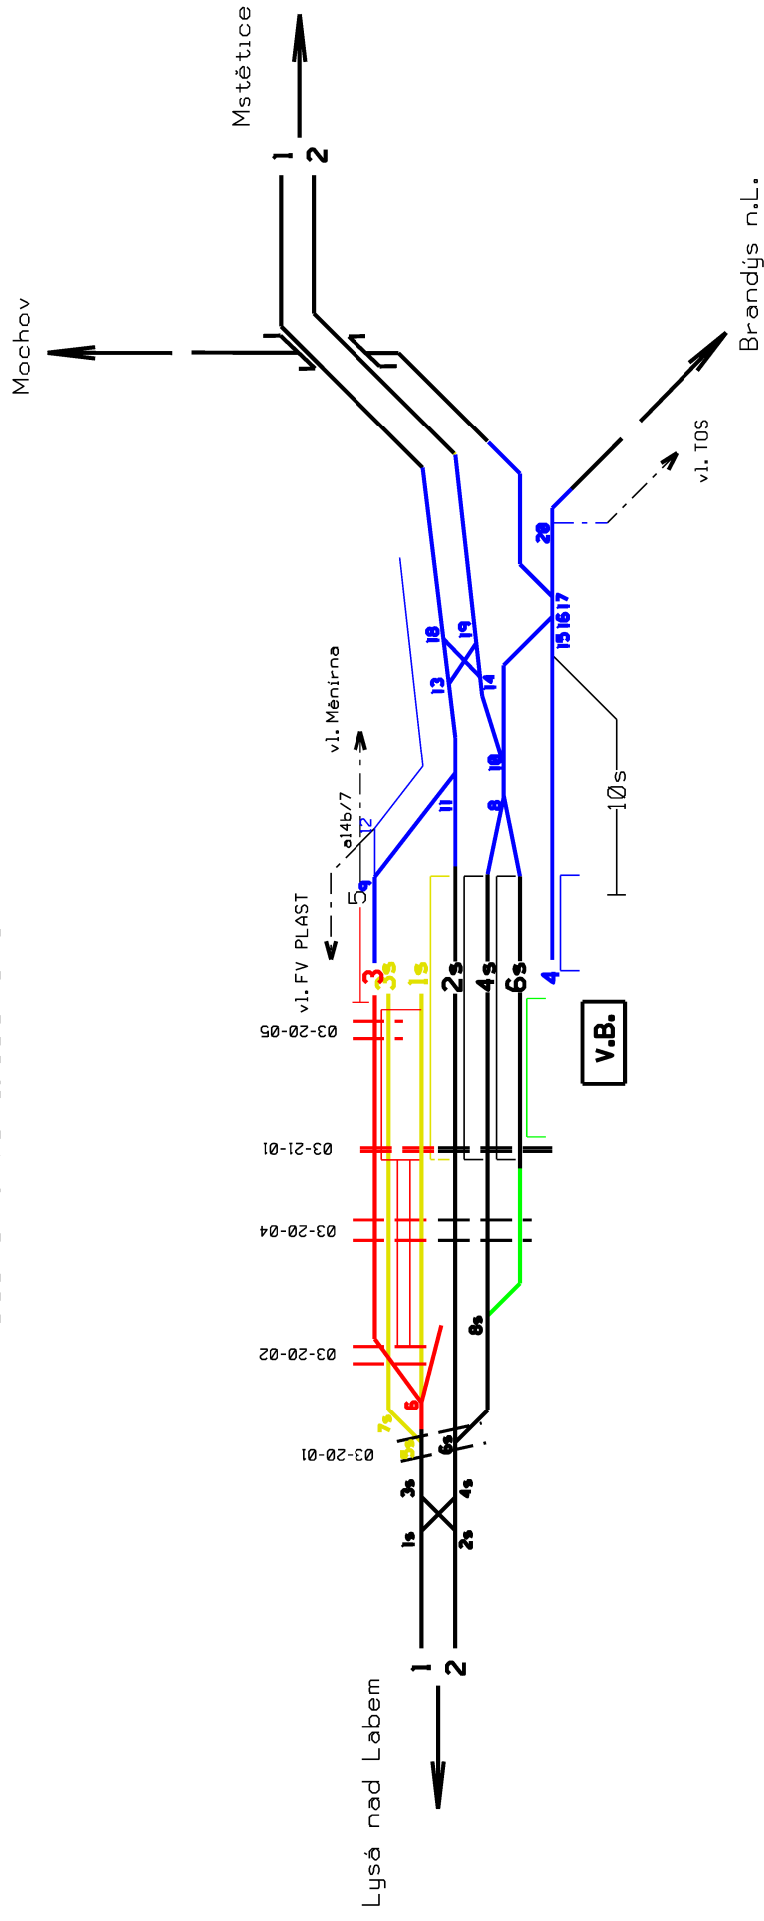 Mstětice
1
2
Mochov
Brandýs n.L.
vl. TOS
20
18
19
17
16
15
vl. Měnírna
13
14
10
a14b/7
12
11
8
9
5
10s
vl. FV PLAST
3
3s
1s
2s
4s
6s
4
03-20-05
V.B.
03-21-01
03-20-04
8s
03-20-02
6
7s
5s
6s
03-20-01
3s
4s
1s
2s
1
2
Lysá nad Labem